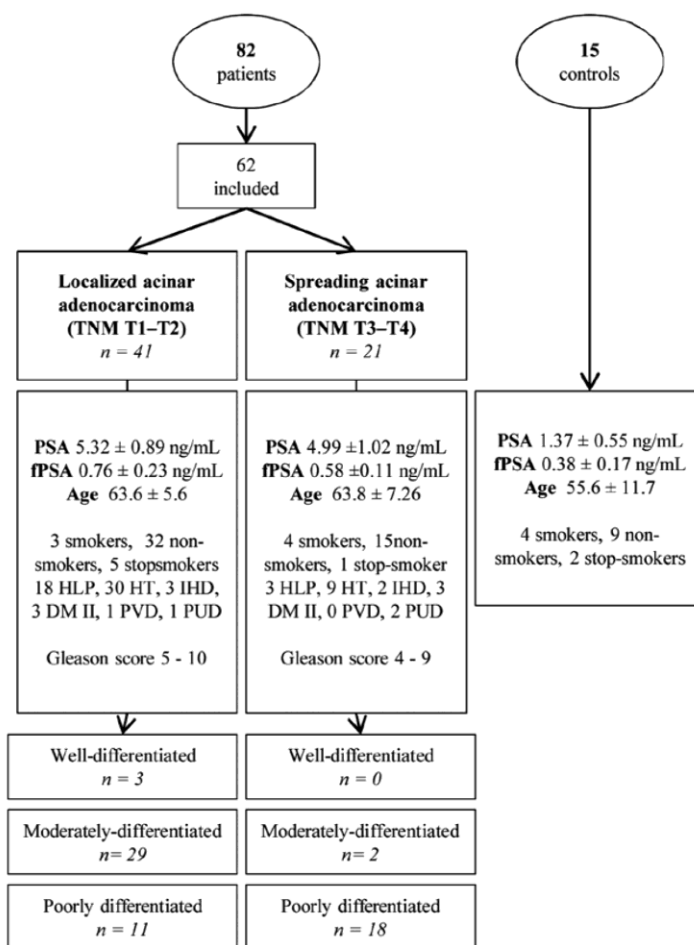 82
patients
15
controls
62
included
Localized acinar
adenocarcinoma
(TNM T1–T2)
n = 41
Spreading acinar
adenocarcinoma
(TNM T3–T4)
n = 21
PSA 5.32 ± 0.89 ng/mL
fPSA 0.76 ± 0.23 ng/mL
Age 63.6 ± 5.6
3 smokers, 32 non-
smokers, 5 stopsmokers
18 HLP, 30 HT, 3 IHD,
3 DM II, 1 PVD, 1 PUD
Gleason score 5 - 10
PSA 4.99 ±1.02 ng/mL
fPSA 0.58 ±0.11 ng/mL
Age 63.8 ± 7.26
4 smokers, 15non-
smokers, 1 stop-smoker
3 HLP, 9 HT, 2 IHD, 3
DM II, 0 PVD, 2 PUD
Gleason score 4 - 9
PSA 1.37 ± 0.55 ng/mL
fPSA 0.38 ± 0.17 ng/mL
Age 55.6 ± 11.7
4 smokers, 9 non-
smokers, 2 stop-smokers
Well-differentiated
n = 3
Well-differentiated
n = 0
Moderately-differentiated
n= 29
Moderately-differentiated
n = 2
Poorly differentiated
n = 11
Poorly differentiated
n = 18